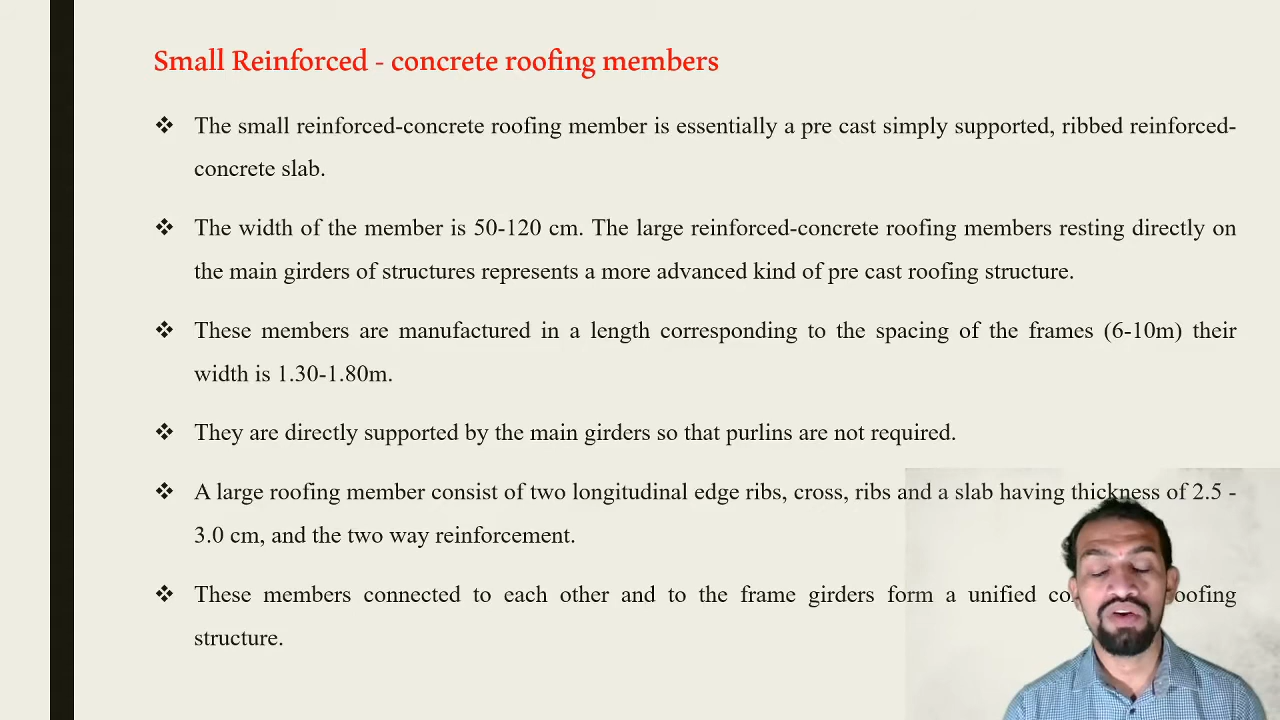 Small Reinforced - concrete roofing members
❖ The small reinforced-concrete roofing member is essentially a pre cast simply supported, ribbed reinforced-
concrete slab.
❖ The width of the member is 50-120 cm. The large reinforced-concrete roofing members resting directly on
the main girders of structures represents a more advanced kind of pre cast roofing structure.
❖ These members are manufactured in a length corresponding to the spacing of the frames (6-10m) their
width is 1.30-1.80m.
❖ They are directly supported by the main girders so that purlins are not required.
❖ A large roofing member consist of two longitudinal edge ribs, cross, ribs and a slab having thickness of 2.5 -
3.0 cm, and the two way reinforcement.
❖ These members connected to each other and to the frame girders form a unified roofing
structure.